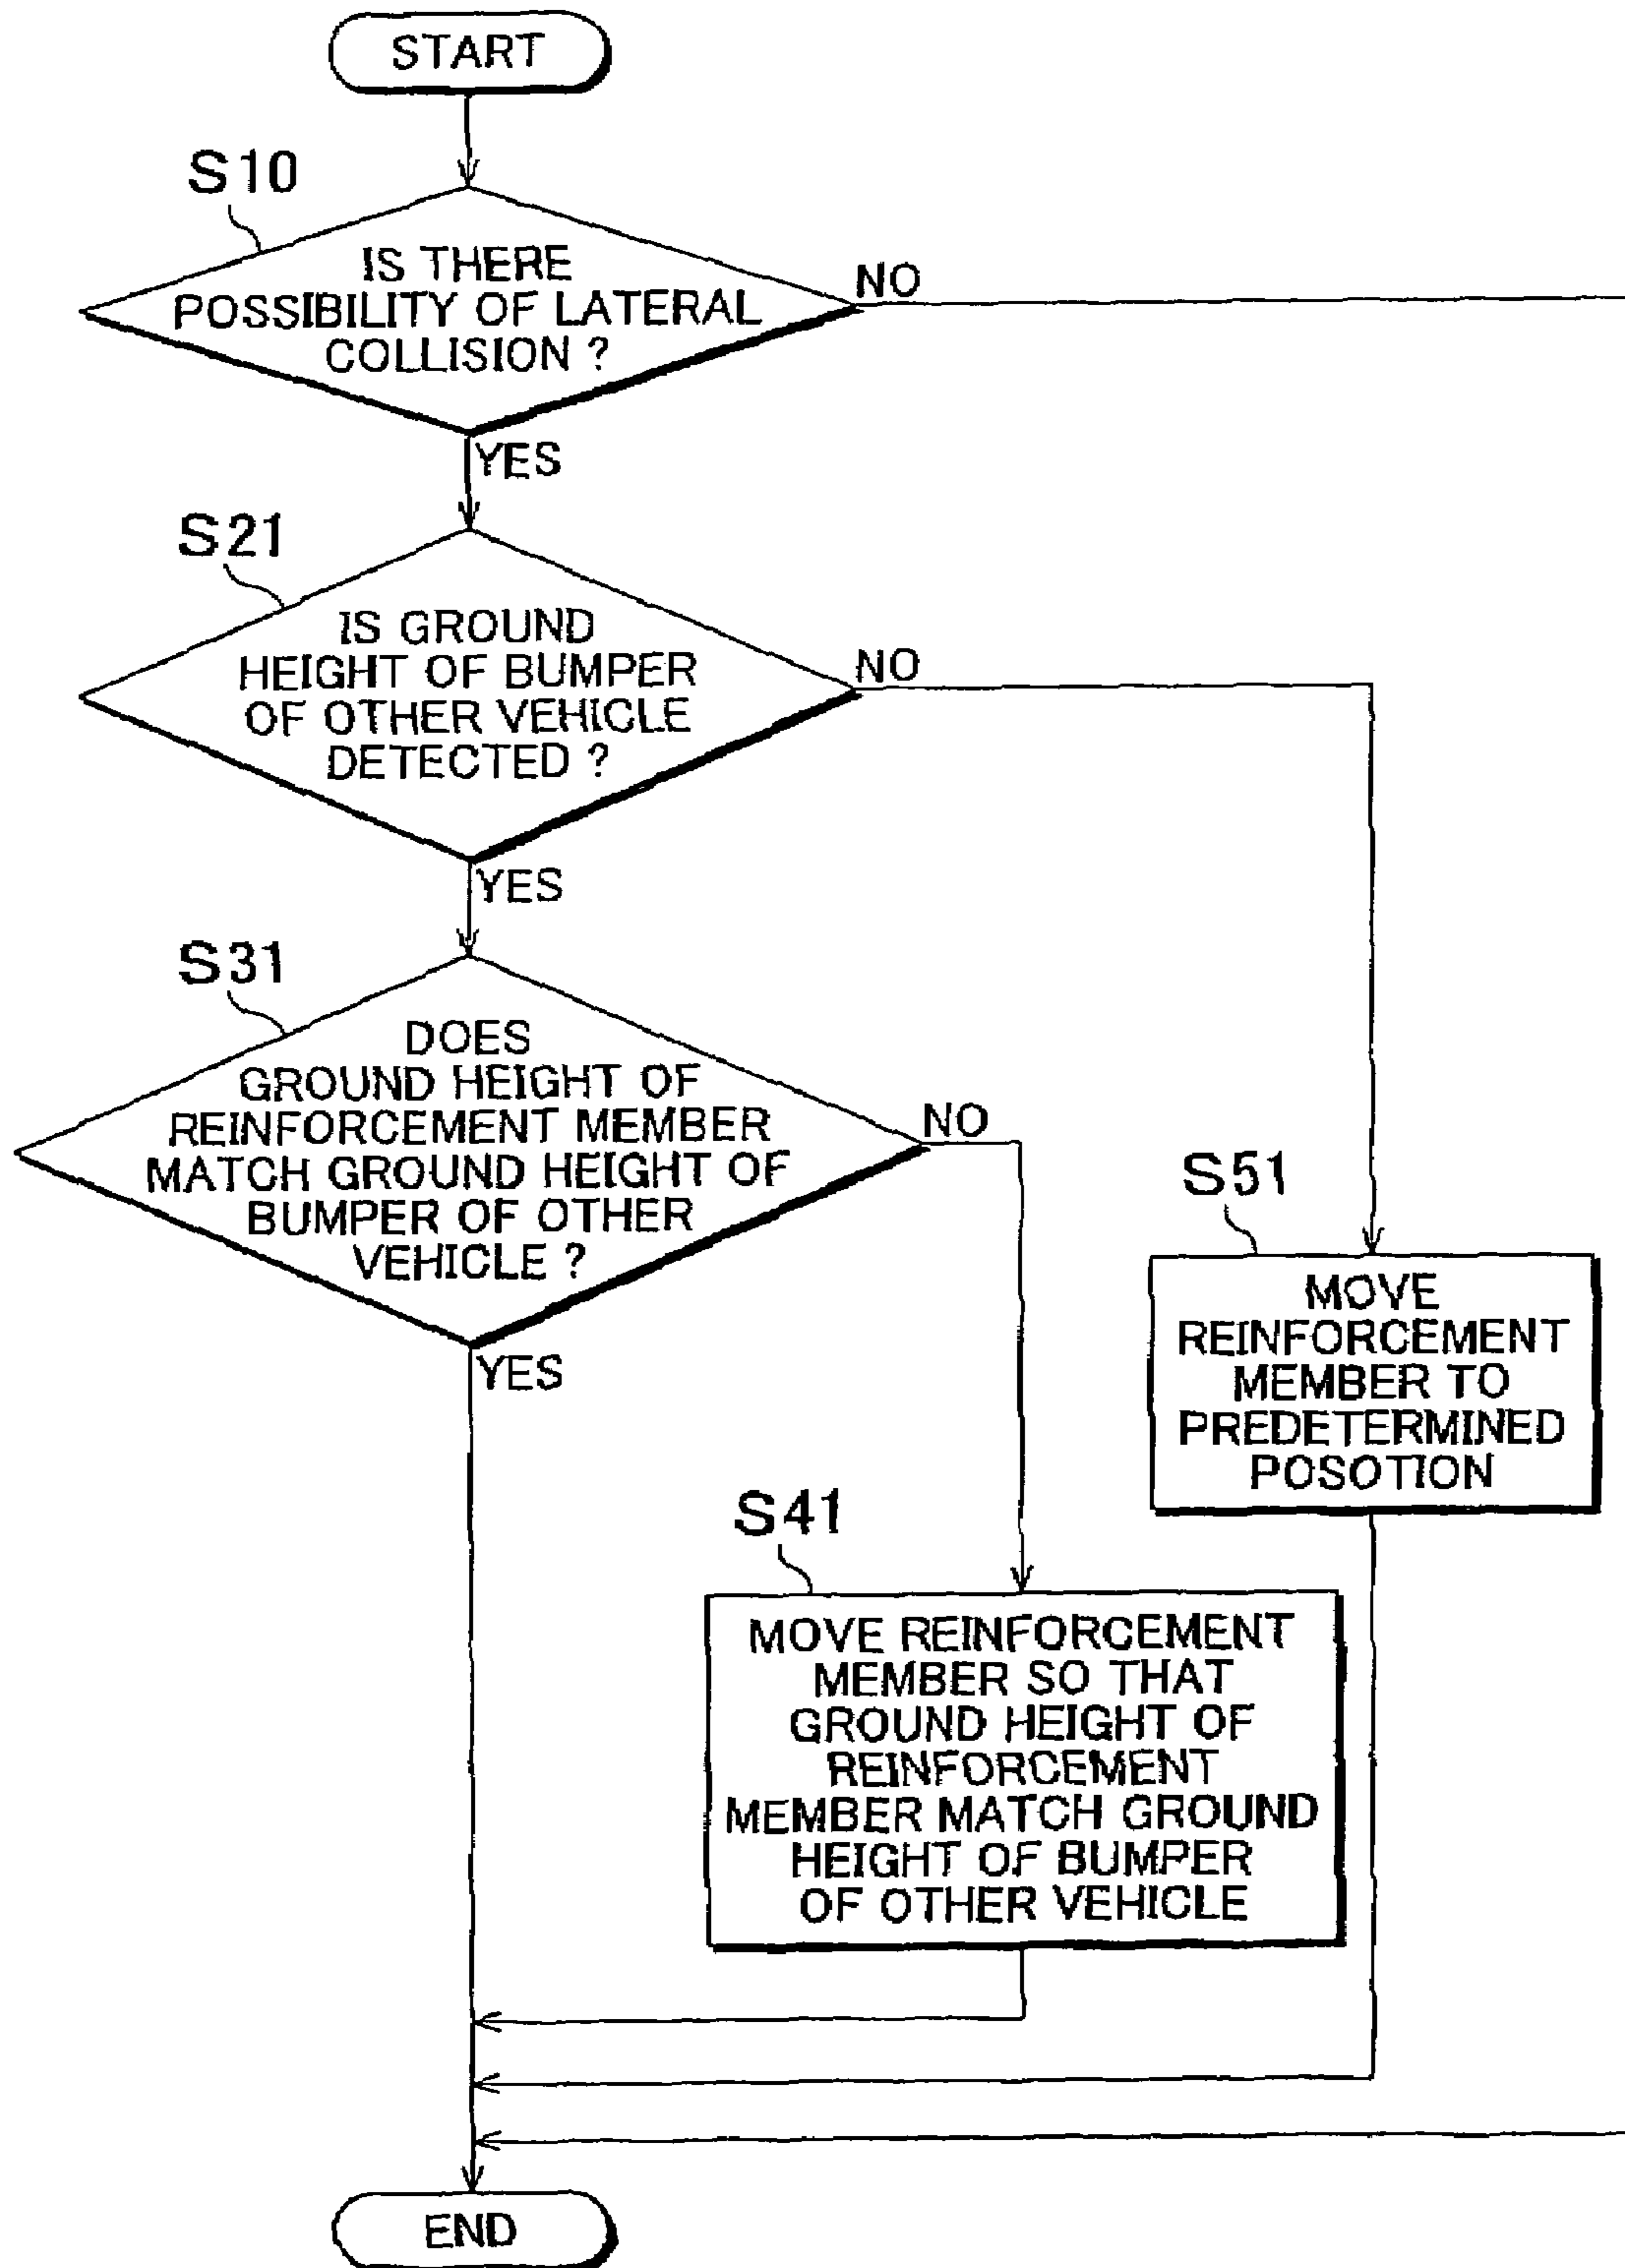 START
S10
IS THERE
POSSIBILITY OF LATERAL
COLLISION ?
NO
YES
S21
IS GROUND
HEIGHT OF BUMPER
OF OTHER VEHICLE
DETECTED ?
NO
YES
S31
DOES
GROUND HEIGHT OF
REINFORCEMENT MEMBER
MATCH GROUND HEIGHT OF
BUMPER OF OTHER
VEHICLE ?
NO
YES
S51
MOVE
REINFORCEMENT
MEMBER TO
PREDETERMINED
POSOTION
S41
MOVE REINFORCEMENT
MEMBER SO THAT
GROUND HEIGHT OF
REINFORCEMENT
MEMBER MATCH GROUND
HEIGHT OF BUMPER
OF OTHER VEHICLE
END